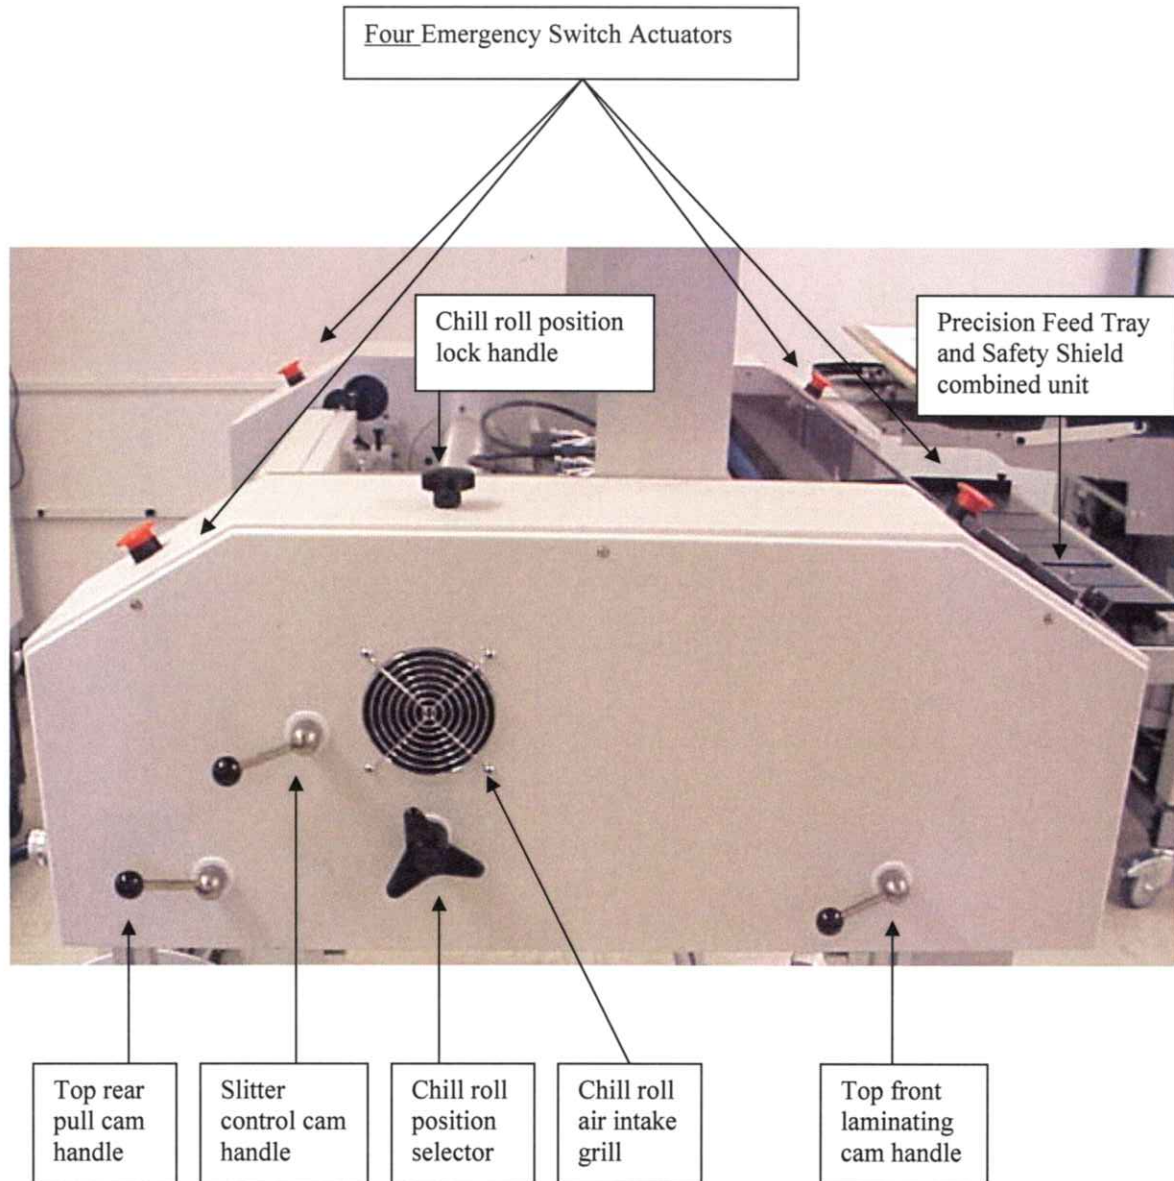 Four Emergency Switch Actuators
Chill roll position
lock handle
Precision Feed Tray
and Safety Shield
combined unit
Top rear
pull cam
handle
Slitter
control cam
handle
Chill roll
position
selector
Chill roll
air intake
grill
Top front
laminating
cam handle